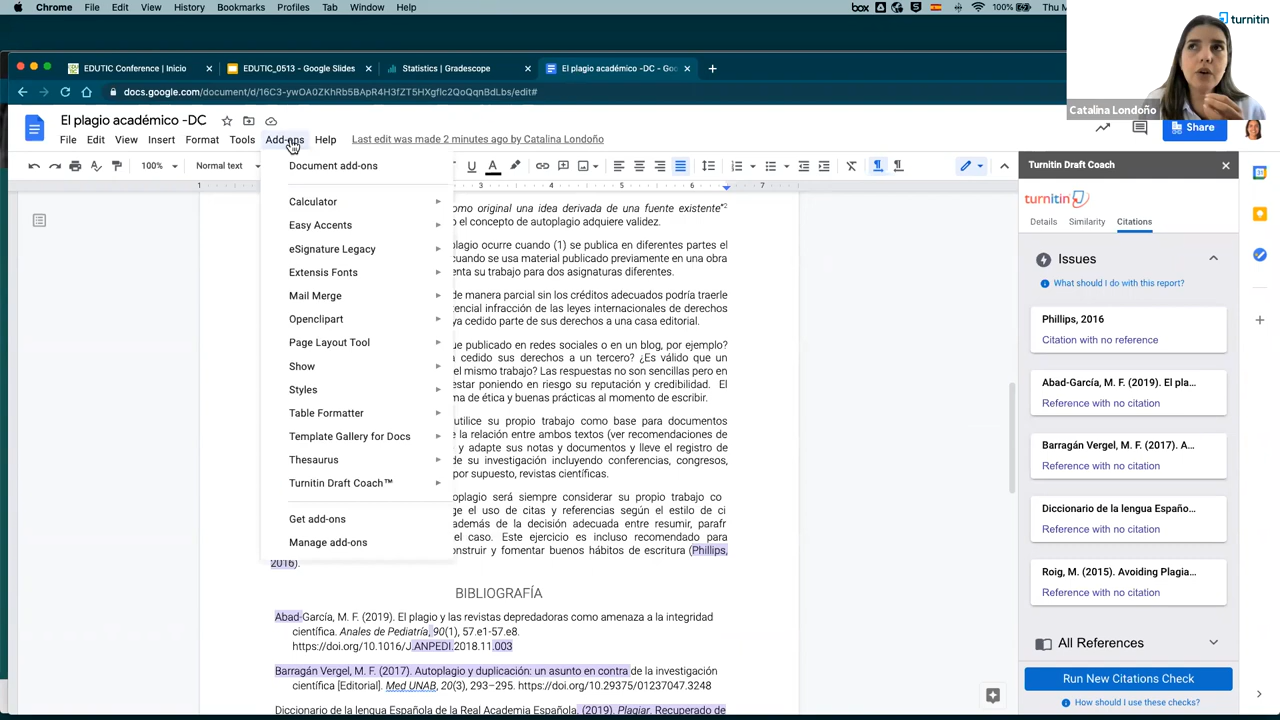 Chrome File Edit View History Bookmarks Profiles Tab Window Help
box
100%
Thu M
turnitin
Catalina Londoño
EDUTIC Conference | Inicio
EDUTIC_0513 - Google Slides
Statistics | Gradescope
El plagio académico -DC - Go
docs.google.com/document/d/16C3-ywOA0ZKhRb5BApR4H3fZT5HXgflc2QoQqnBdLbs/edit#
El plagio académico -DC
File Edit View Insert Format Tools Add-ons Help
Last edit was made 2 minutes ago by Catalina Londoño
Share
100%
Normal text
1 3 4 5 6 7
Document add-ons
Calculator
Easy Accents
eSignature Legacy
Extensis Fonts
Mail Merge
Openclipart
Page Layout Tool
Show
Styles
Table Formatter
Template Gallery for Docs
Thesaurus
Turnitin Draft Coach™
Get add-ons
Manage add-ons
omo original una idea derivada de una fuente existente"2
o el concepto de autoplagio adquiere validez.
plagio ocurre cuando (1) se publica en diferentes partes el
cuando se usa material publicado previamente en una obra
enta su trabajo para dos asignaturas diferentes.
de manera parcial sin los créditos adecuados podría traerle
tencial infracción de las leyes internacionales de derechos
ya cedido parte de sus derechos a una casa editorial.
que publicado en redes sociales o en un blog, por ejemplo?
a cedido sus derechos a un tercero? ¿Es válido que un
el mismo trabajo? Las respuestas no son sencillas pero en
estar poniendo en riesgo su reputación y credibilidad. El
ma de ética y buenas prácticas al momento de escribir.
utilice su propio trabajo como base para documentos
e la relación entre ambos textos (ver recomendaciones de
y adapte sus notas y documentos y lleve el registro de
de su investigación incluyendo conferencias, congresos,
por supuesto, revistas científicas.
oplagio será siempre considerar su propio trabajo co
ge el uso de citas y referencias según el estilo de ci
además de la decisión adecuada entre resumir, parafr
el caso. Este ejercicio es incluso recomendado para
onstruir y fomentar buenos hábitos de escritura (Phillips,
2016).
BIBLIOGRAFÍA
Abad-García, M. F. (2019). El plagio y las revistas depredadoras como amenaza a la integridad
científica. Anales de Pediatría, 90(1), 57.e1-57.e8.
https://doi.org/10.1016/J.ANPEDI.2018.11.003
Barragán Vergel, M. F. (2017). Autoplagio y duplicación: un asunto en contra de la investigación
científica [Editorial]. Med UNAB, 20(3), 293–295. https://doi.org/10.29375/01237047.3248
Diccionario de la lengua Española de la Real Academia Española. (2019). Plagiar. Recuperado de
Turnitin Draft Coach
turnitin
Details Similarity Citations
Issues
What should I do with this report?
Phillips, 2016
Citation with no reference
Abad-García, M. F. (2019). El pla...
Reference with no citation
Barragán Vergel, M. F. (2017). A...
Reference with no citation
Diccionario de la lengua Españo...
Reference with no citation
Roig, M. (2015). Avoiding Plagia...
Reference with no citation
All References
Run New Citations Check
How should I use these checks?